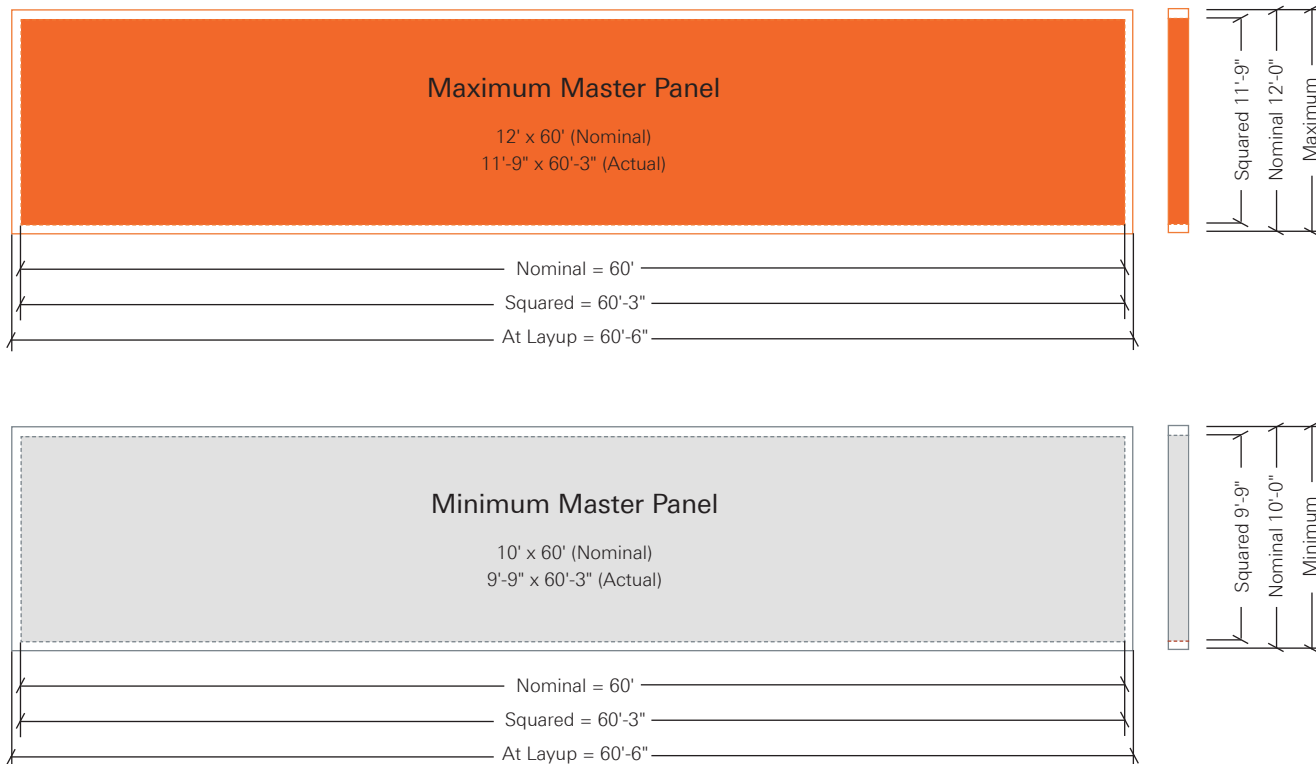 Maximum Master Panel
12' x 60' (Nominal)
11'-9" x 60'-3" (Actual)
Nominal = 60'
Squared = 60'-3"
At Layup = 60'-6"
Squared 11'-9"
Nominal 12'-0"
Maximum
Minimum Master Panel
10' x 60' (Nominal)
9'-9" x 60'-3" (Actual)
Nominal = 60'
Squared = 60'-3"
At Layup = 60'-6"
Squared 9'-9"
Nominal 10'-0"
Minimum